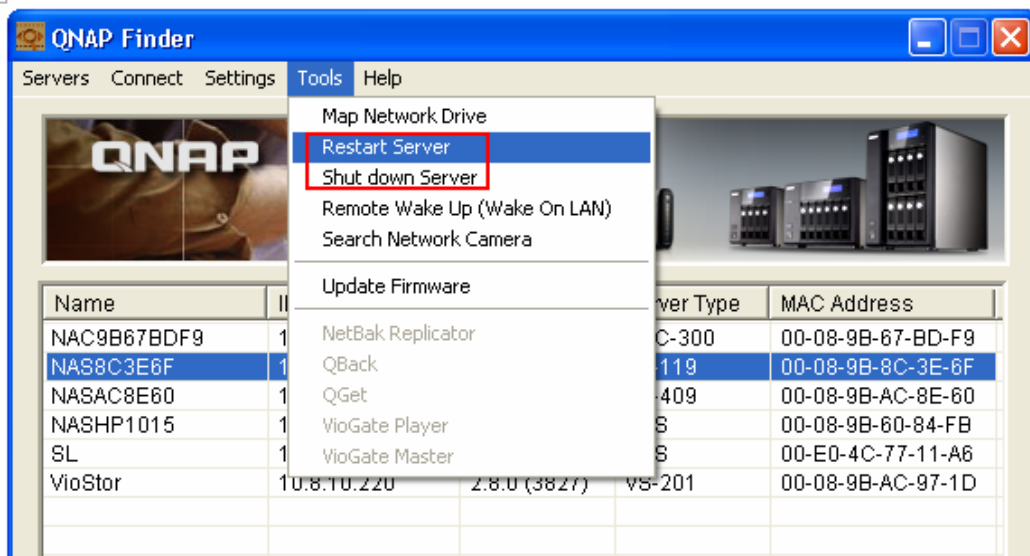 QNAP Finder
Servers Connect Settings Tools Help
QNAP
Map Network Drive
Restart Server
Shut down Server
Remote Wake Up (Wake On LAN)
Search Network Camera
Update Firmware
NetBak Replicator
QBack
QGet
VioGate Player
VioGate Master
Name Type MAC Address
NAC9B67BDF9 00-08-9B-67-BD-F9
NAS8C3E6F 00-08-9B-8C-3E-6F
NASAC8E60 00-08-9B-AC-8E-60
NASHP1015 00-08-9B-60-84-FB
SL 00-E0-4C-77-11-A6
VioStor 10.8.10.220 2.8.0 (3827) VS-201 00-08-9B-AC-97-1D